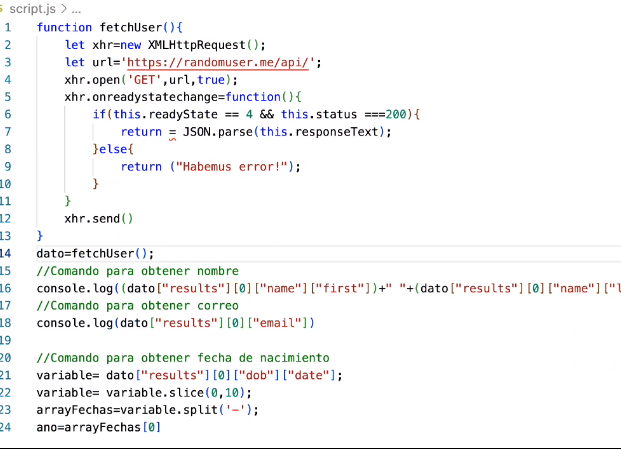 script.js > ...
1 function fetchUser(){
2 let xhr=new XMLHttpRequest();
3 let url='https://randomuser.me/api/';
4 xhr.open('GET',url,true);
5 xhr.onreadystatechange=function(){
6 if(this.readyState == 4 && this.status ===200){
7 return = JSON.parse(this.responseText);
8 }else{
9 return ("Habemus error!");
10 }
11 }
12 xhr.send()
13 }
14 dato=fetchUser();
15 //Comando para obtener nombre
16 console.log((dato["results"][0]["name"]["first"])+" "+(dato["results"][0]["name"]["l
17 //Comando para obtener correo
18 console.log(dato["results"][0]["email"])
19
20 //Comando para obtener fecha de nacimiento
21 variable= dato["results"][0]["dob"]["date"];
22 variable= variable.slice(0,10);
23 arrayFechas=variable.split('-');
24 ano=arrayFechas[0]